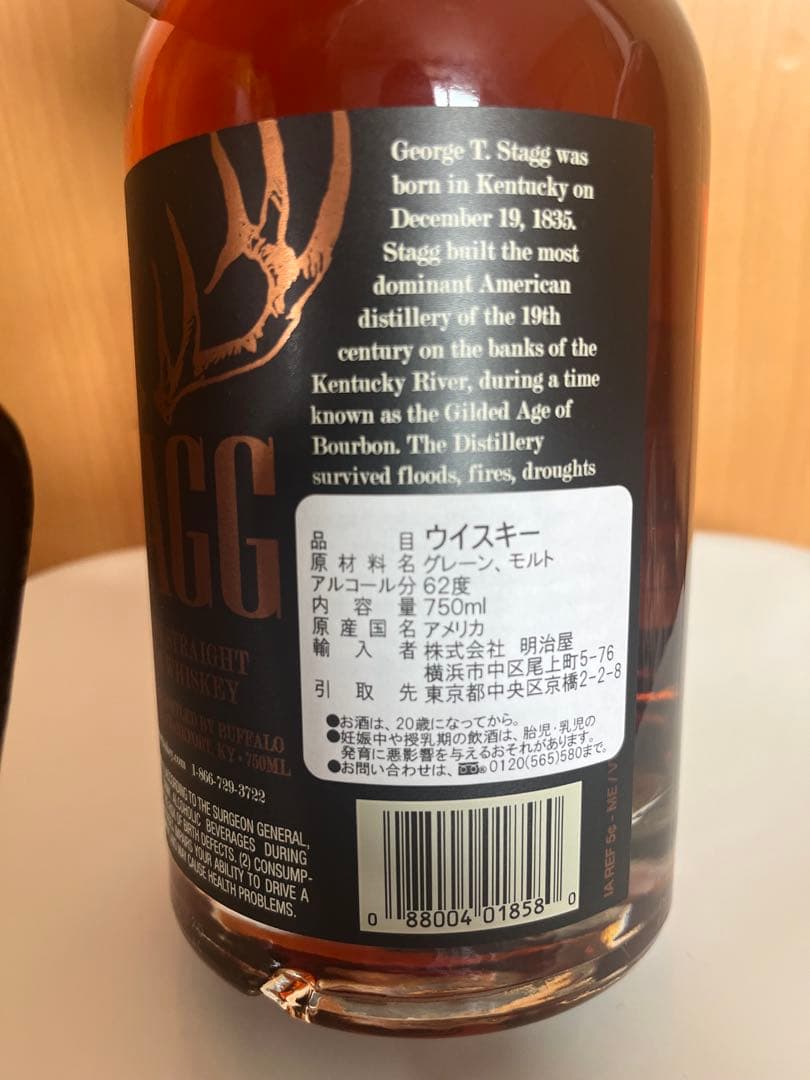 George T. Stagg was
born in Kentucky on
December 19, 1835.
Stagg built the most
dominant American
distillery of the 19th
century on the banks of the
Kentucky River, during a time
known as the Gilded Age of
Bourbon. The Distillery
survived floods, fires, droughts
AGG
STRAIGHT
WHISKEY
BY BUFFALO
KY • 750ML
.com 1-866-729-3722
ACCORDING TO THE SURGEON GENERAL,
ALCOHOLIC BEVERAGES DURING
OF BIRTH DEFECTS. (2) CONSUMP-
YOUR ABILITY TO DRIVE A
CAUSE HEALTH PROBLEMS.
品目 ウイスキー
原材料名 グレーン、モルト
アルコール分 62度
内容量 750ml
原産国名 アメリカ
輸入者 株式会社 明治屋
横浜市中区尾上町5-76
引取先 東京都中央区京橋2-2-8
●お酒は、20歳になってから。
●妊娠中や授乳期の飲酒は、胎児・乳児の
発育に悪影響を与えるおそれがあります。
●お問い合わせは、 0120(565)580まで。
0 88004 01858 0
IA REF 5¢ - ME / V